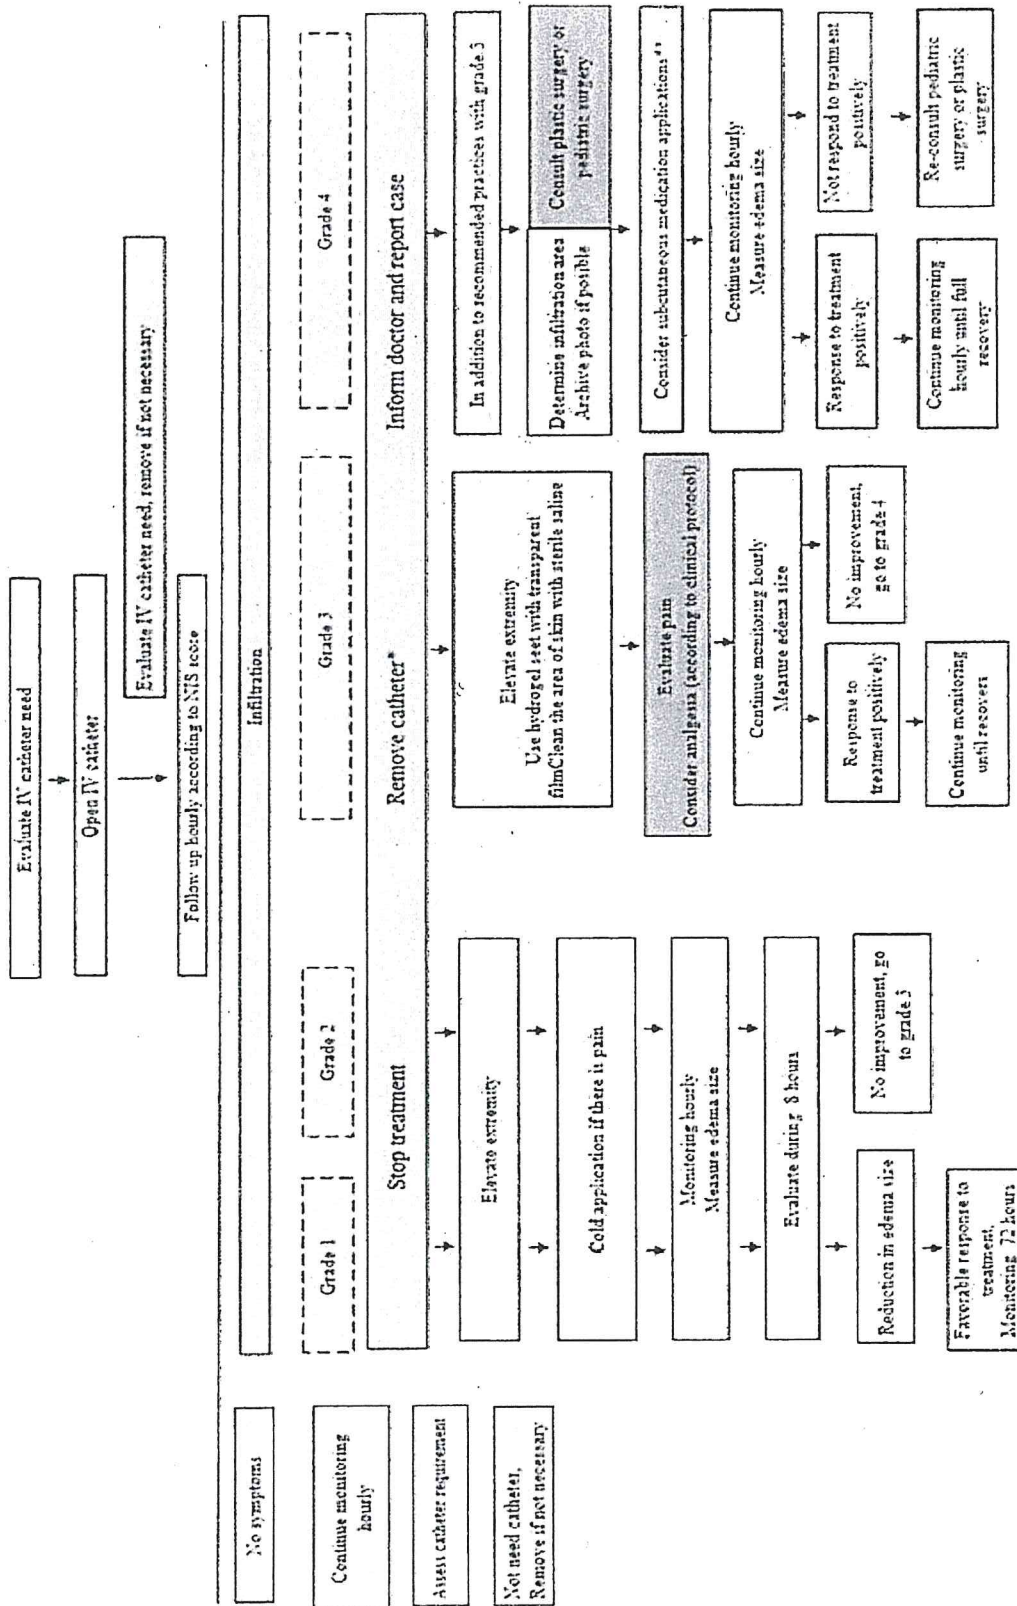 Evaluate IV catheter need
Open IV catheter
Evaluate IV catheter need, remove if not necessary
Follow up hourly according to NIS score
No symptoms
Continue monitoring
hourly
Assess catheter requirement
Not need catheter,
Remove if not necessary
Infiltration
Grade 1
Grade 2
Grade 3
Grade 4
Stop treatment
Remove catheter*
Inform doctor and report case
Elevate extremity
Cold application if there is pain
Monitoring hourly
Measure edema size
Evaluate during 8 hours
Reduction in edema size
Favorable response to
treatment,
Monitoring 72 hours
No improvement, go
to grade 3
Elevate extremity
Use hydrogel seet with transparent
filmClean the area of skin with sterile saline
Evaluate pain
Consider analgesia (according to clinical protocol)
Continue monitoring hourly
Measure edema size
Response to
treatment positively
Continue monitoring
until recovers
No improvement,
go to grade 4
In addition to recommended practices with grade 3
Determine infiltration area
Archive photo if posible
Consult plastic surgery or
pediatric surgery
Consider subcutaneous medication applications**
Continue monitoring hourly
Measure edema size
Response to treatment
positively
Continue monitoring
hourly until full
recovery
Not respond to treatment
positively
Re-consult pediatric
surgery or plastic
surgery